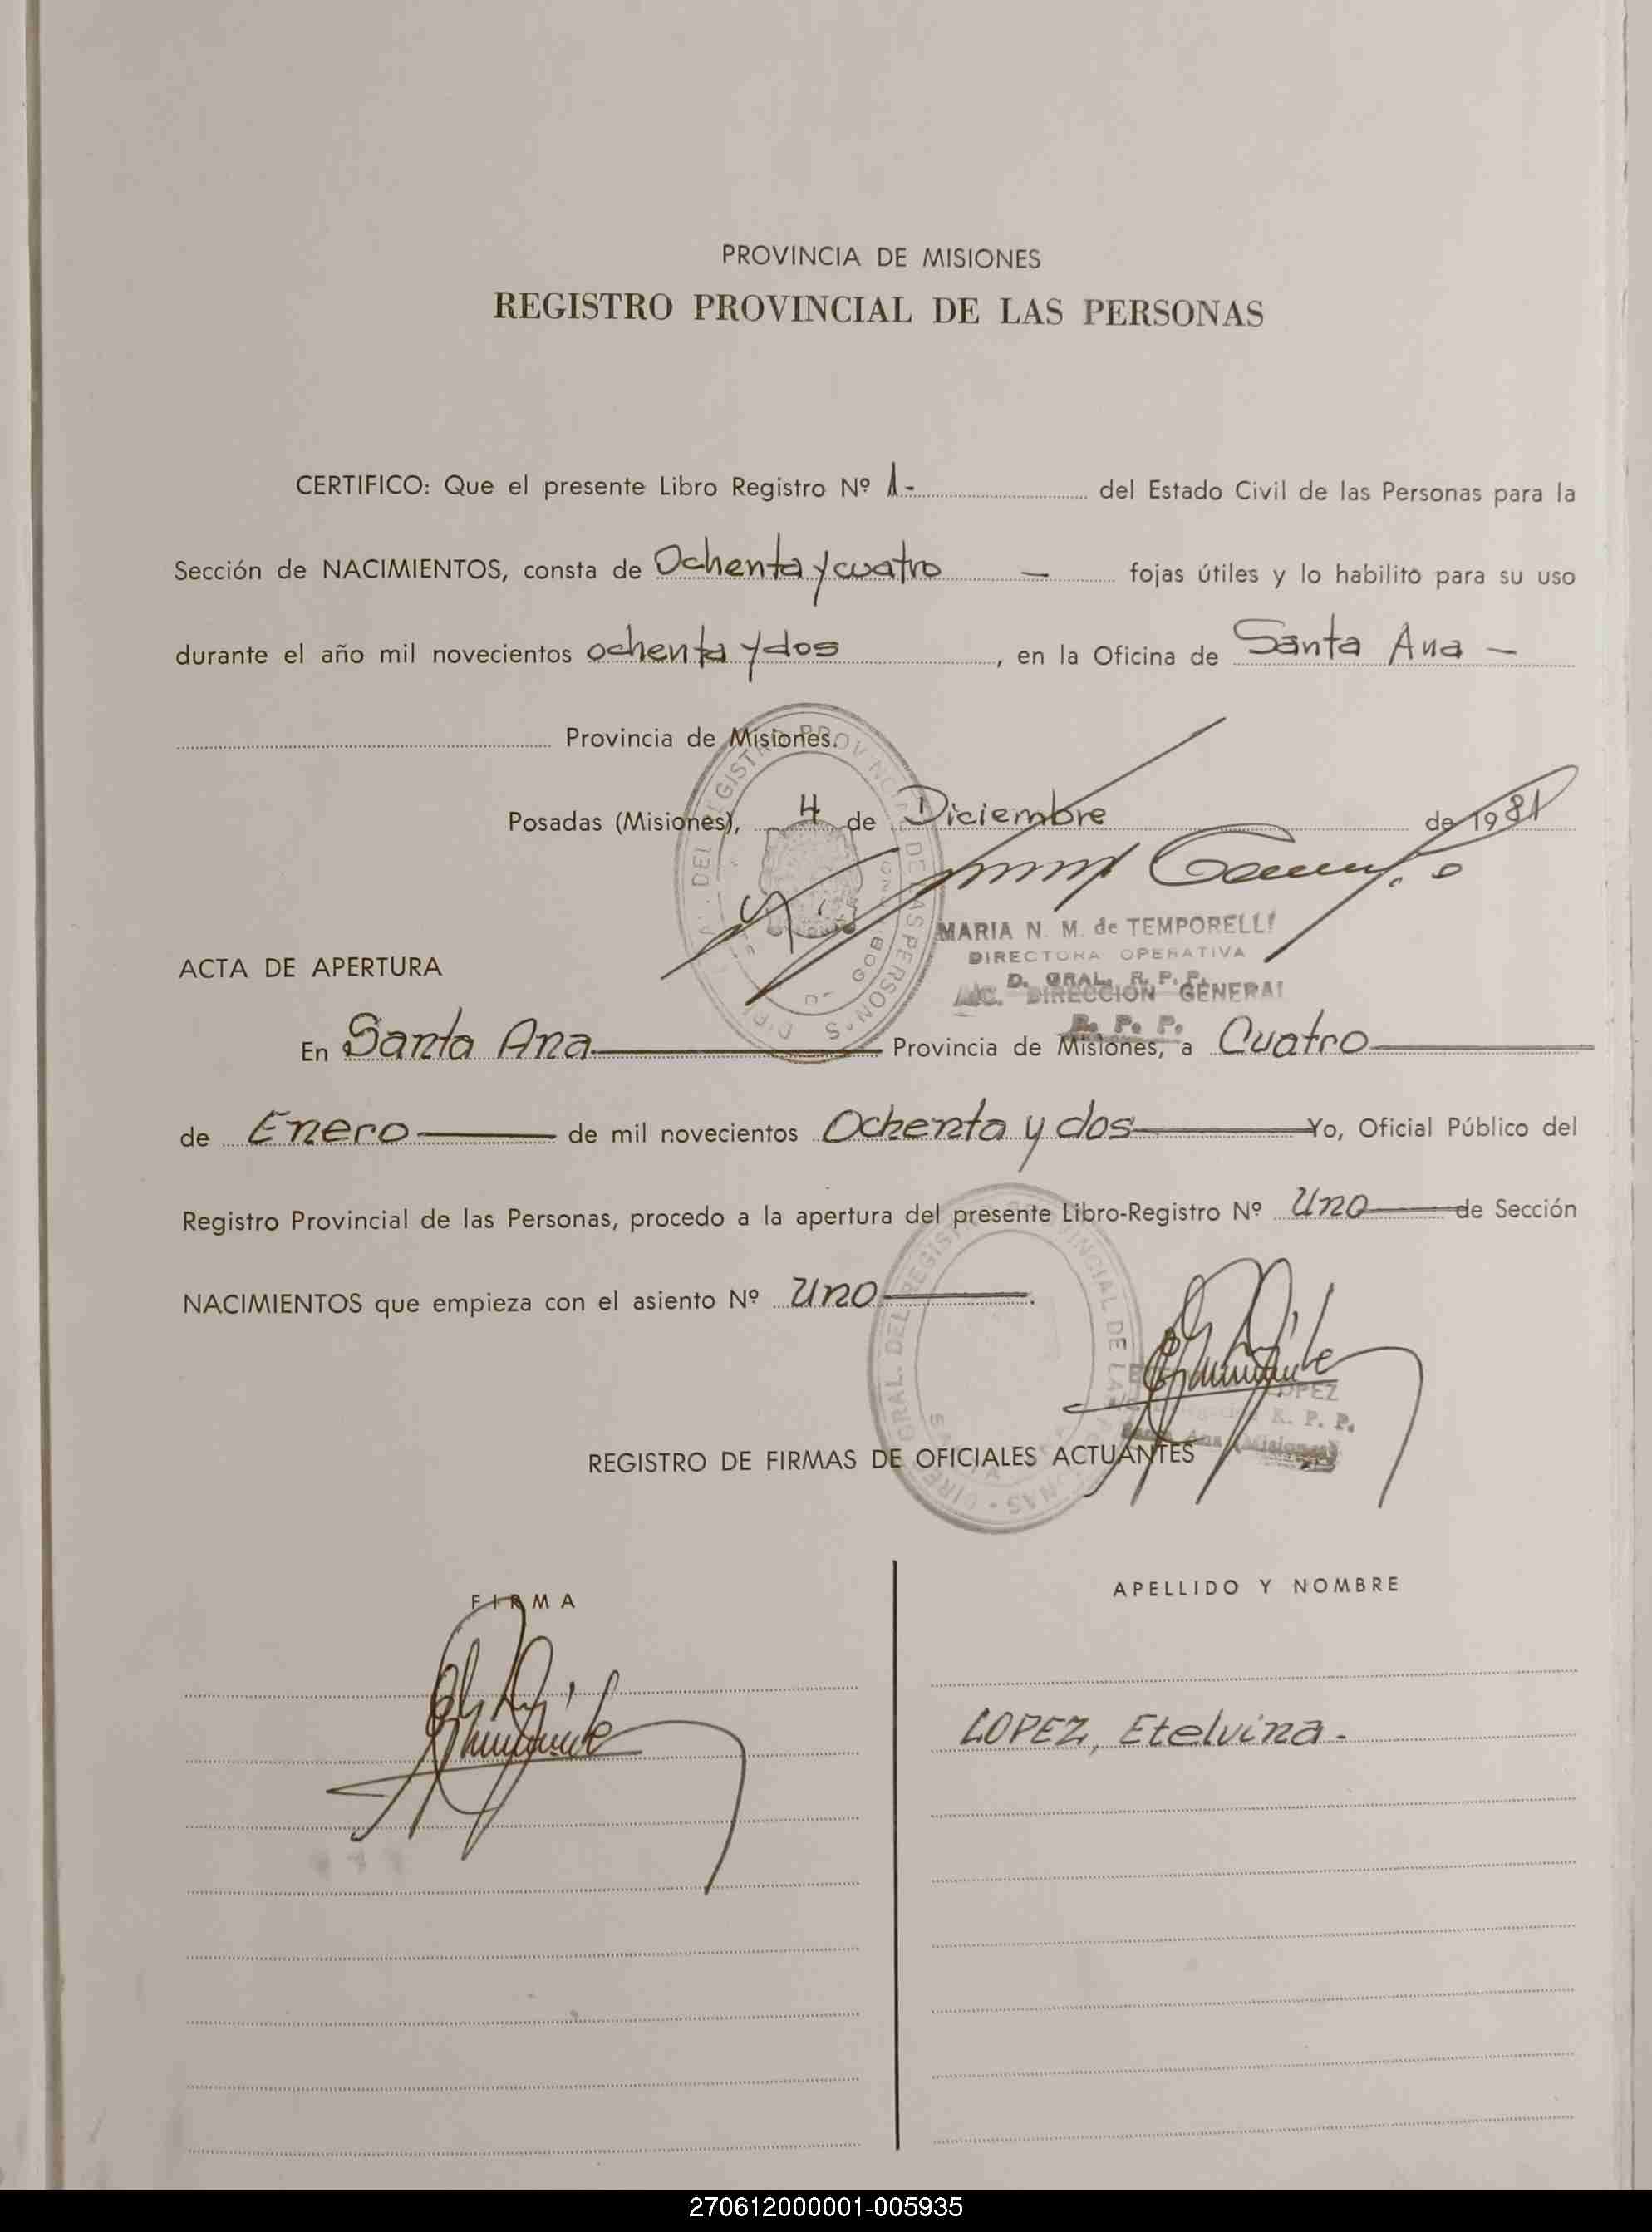 PROVINCIA DE MISIONES
REGISTRO PROVINCIAL DE LAS PERSONAS
CERTIFICO: Que el presente Libro Registro Nº 1- del Estado Civil de las Personas para la
Sección de NACIMIENTOS, consta de Ochenta y cuatro — fojas útiles y lo habilito para su uso
durante el año mil novecientos ochenta y dos, en la Oficina de Santa Ana —
Provincia de Misiones.
Posadas (Misiones), 4 de Diciembre de 1981
MARIA N. M. de TEMPORELLI
DIRECTORA OPERATIVA
D. GRAL. R. P. P.
A/C. DIRECCION GENERAL
R. P. P.
ACTA DE APERTURA
En Santa Ana Provincia de Misiones, a Cuatro
de Enero de mil novecientos Ochenta y dos Yo, Oficial Público del
Registro Provincial de las Personas, procedo a la apertura del presente Libro-Registro Nº Uno de Sección
NACIMIENTOS que empieza con el asiento Nº Uno.
LOPEZ
R. P. P.
Santa Ana (Misiones)
REGISTRO DE FIRMAS DE OFICIALES ACTUANTES
FIRMA
APELLIDO Y NOMBRE
LOPEZ, Etelvina.-
270612000001-005935